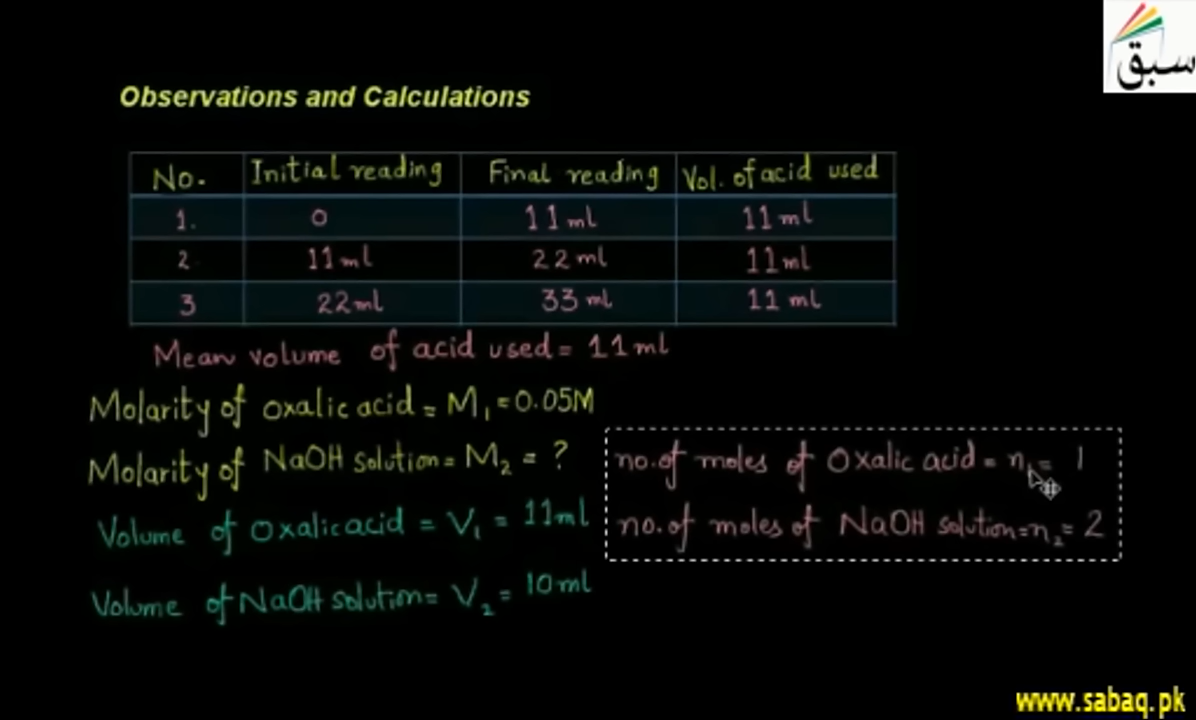 سبق
Observations and Calculations
No. Initial reading Final reading Vol. of acid used
1. 0 11 ml 11 ml
2 11 ml 22 ml 11 ml
3 22 ml 33 ml 11 ml
Mean volume of acid used = 11 ml
Molarity of oxalic acid = M₁ = 0.05M
Molarity of NaOH solution = M₂ = ?
no. of moles of Oxalic acid = n₁ = 1
Volume of Oxalic acid = V₁ = 11 ml
no. of moles of NaOH solution = n₂ = 2
Volume of NaOH solution = V₂ = 10 ml
www.sabaq.pk